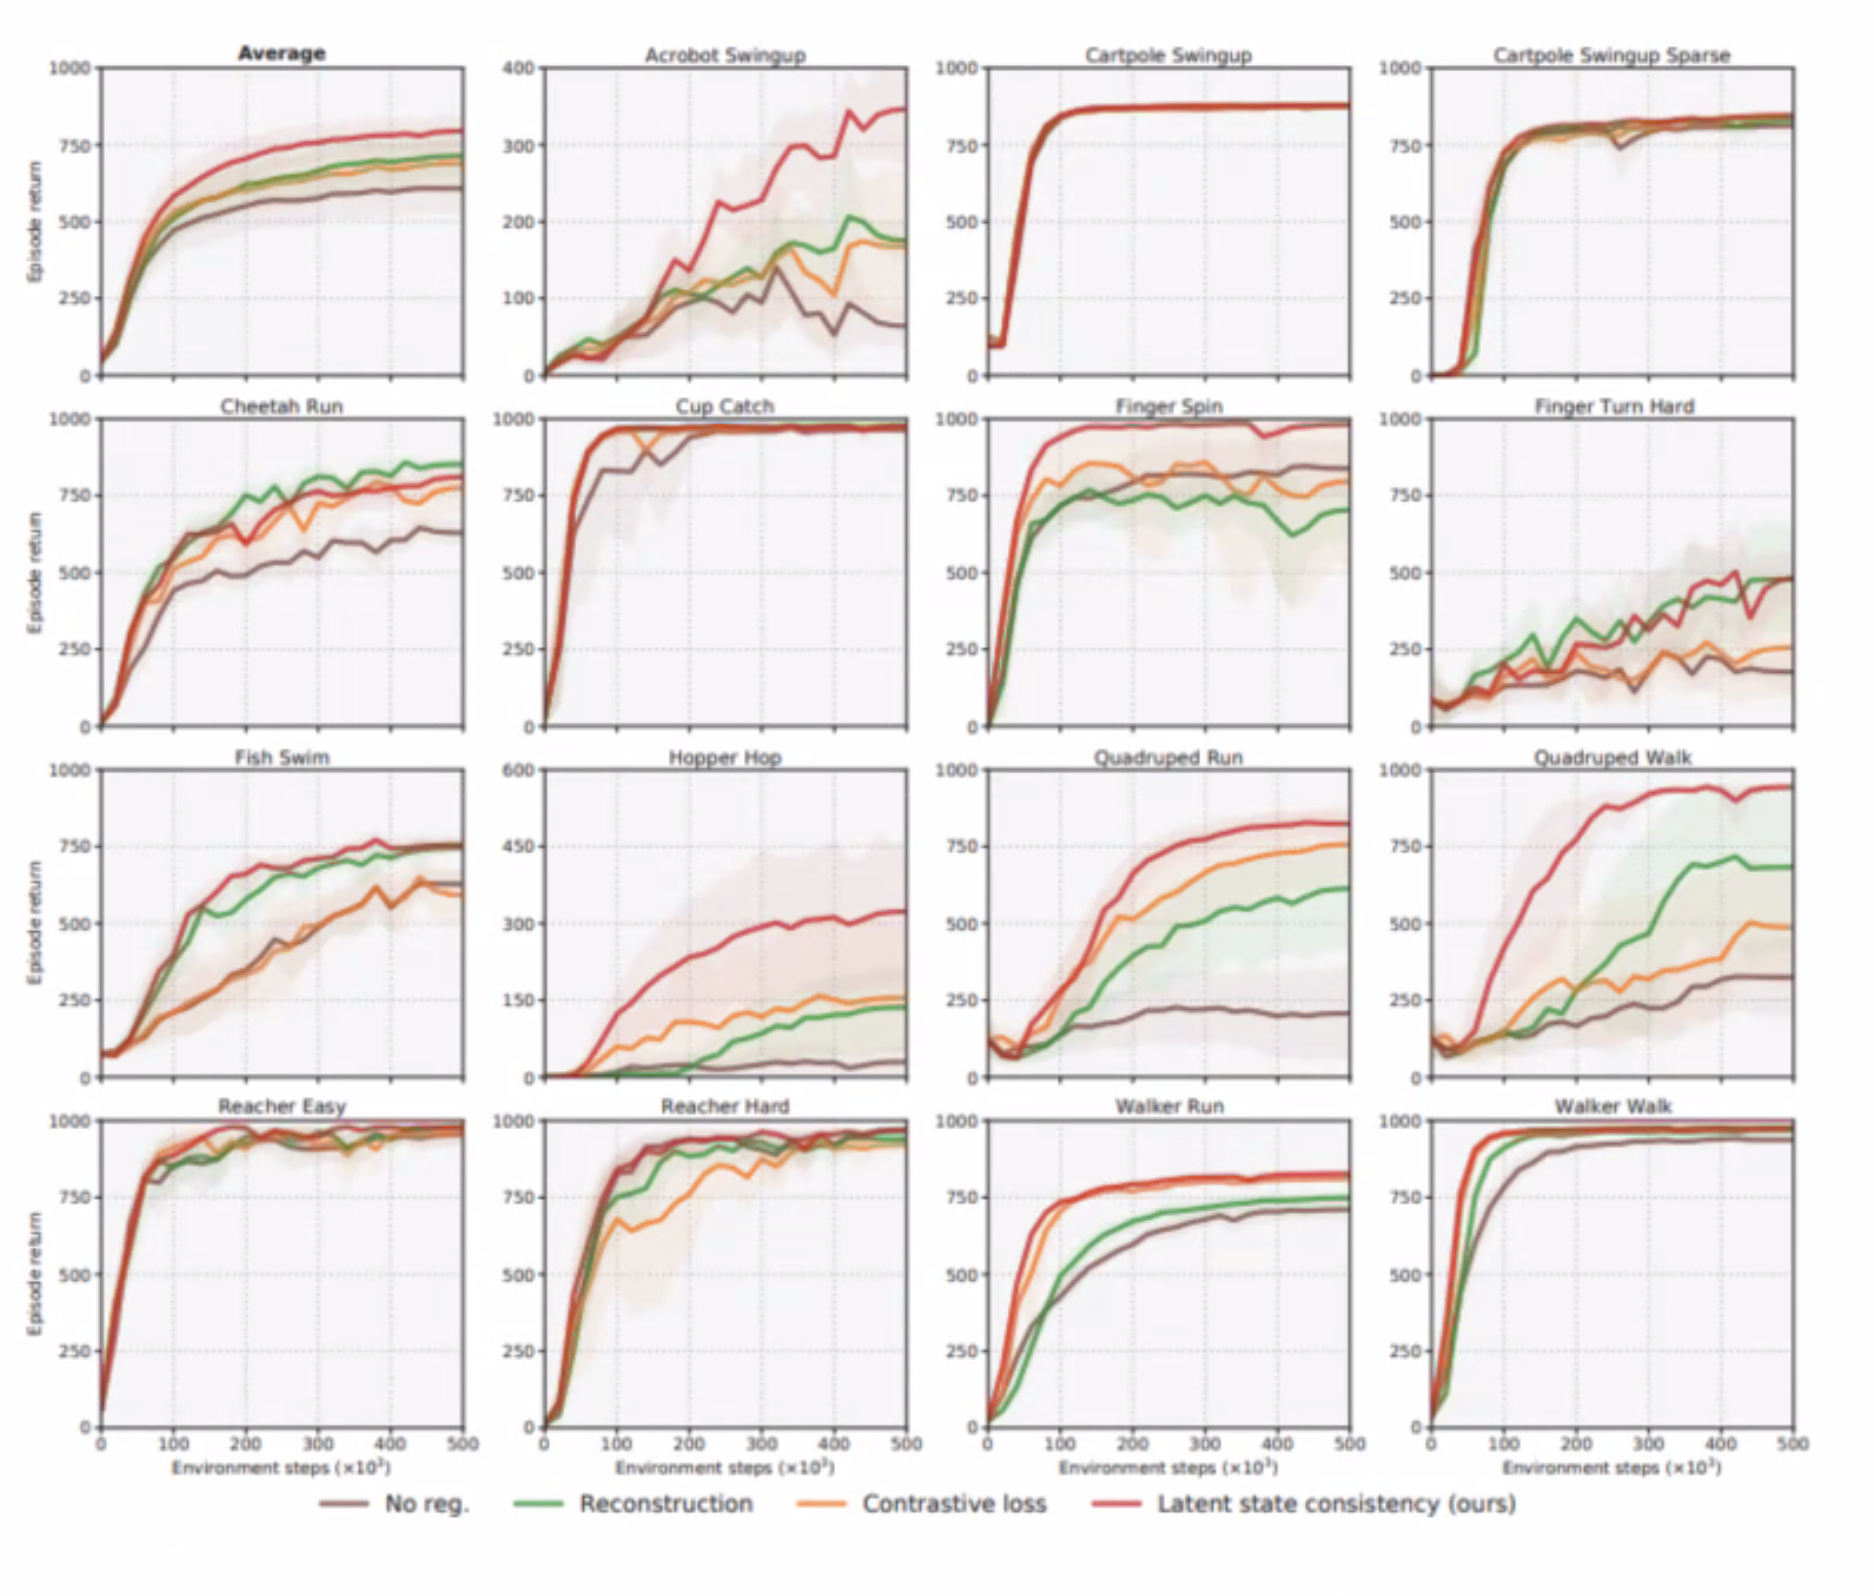 Average
Acrobot Swingup
Cartpole Swingup
Cartpole Swingup Sparse
1000
750
500
250
0
Episode return
400
300
200
100
0
1000
750
500
250
0
1000
750
500
250
0
Cheetah Run
Cup Catch
Finger Spin
Finger Turn Hard
1000
750
500
250
0
Episode return
1000
750
500
250
0
1000
750
500
250
0
1000
750
500
250
0
Fish Swim
Hopper Hop
Quadruped Run
Quadruped Walk
1000
750
500
250
0
Episode return
600
450
300
150
0
1000
750
500
250
0
1000
750
500
250
0
Reacher Easy
Reacher Hard
Walker Run
Walker Walk
1000
750
500
250
0
Episode return
1000
750
500
250
0
1000
750
500
250
0
1000
750
500
250
0
0 100 200 300 400 500
0 100 200 300 400 500
0 100 200 300 400 500
0 100 200 300 400 500
Environment steps (×10³)
Environment steps (×10³)
Environment steps (×10³)
Environment steps (×10³)
No reg.
Reconstruction
Contrastive loss
Latent state consistency (ours)